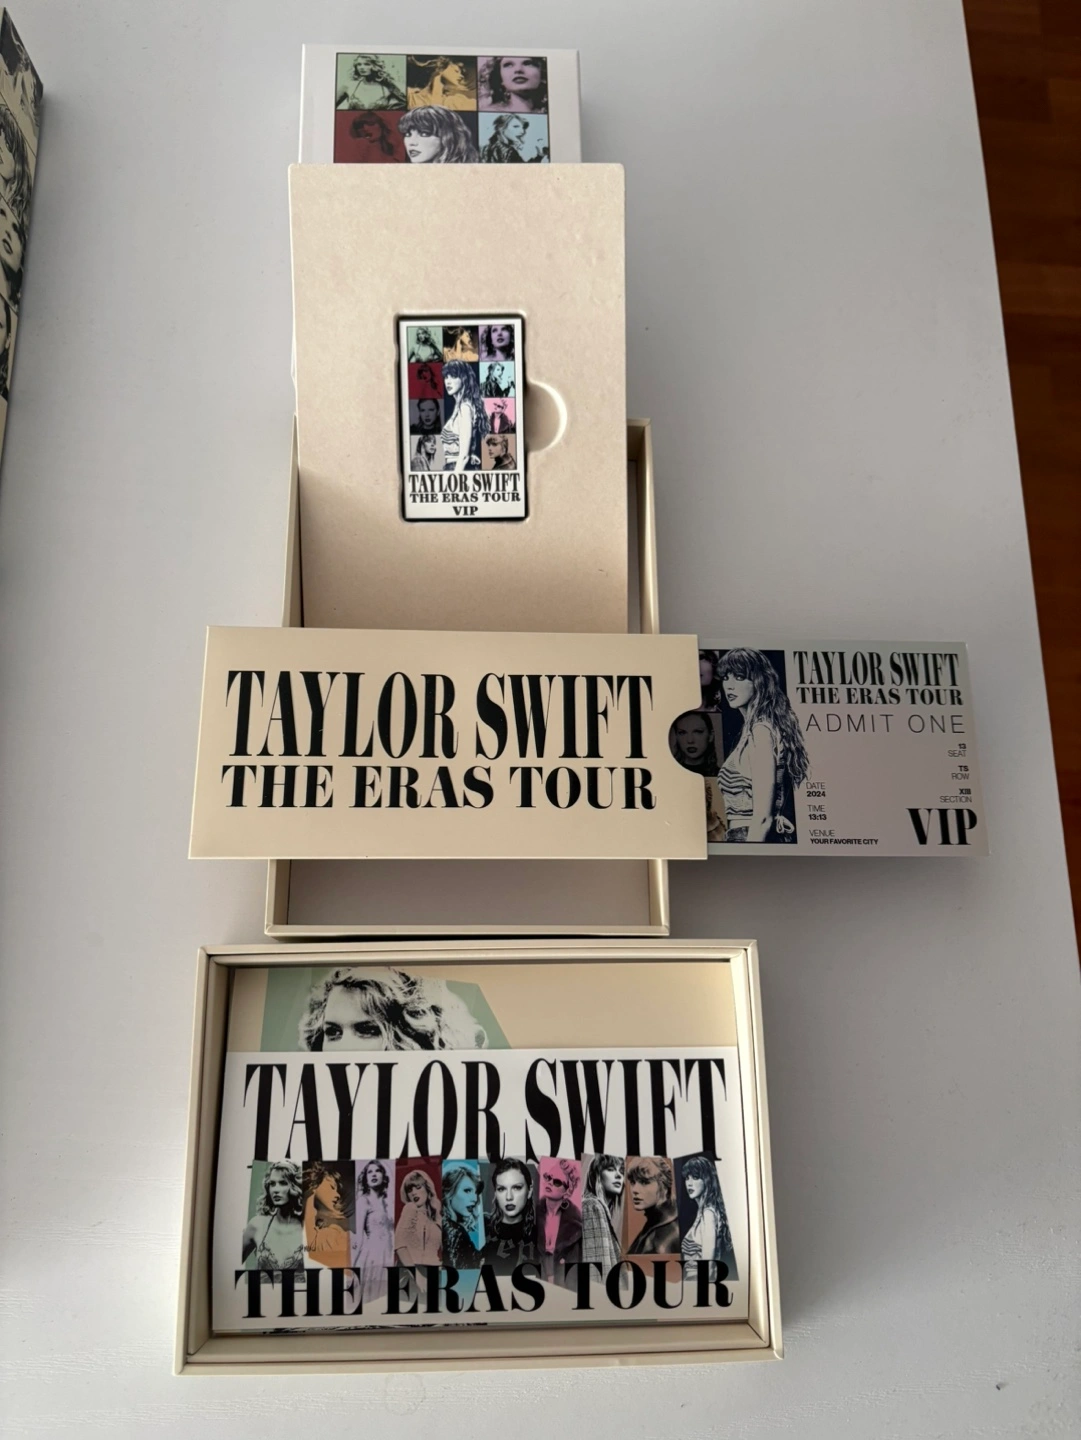 TAYLOR SWIFT
THE ERAS TOUR
VIP
TAYLOR SWIFT
THE ERAS TOUR
TAYLOR SWIFT
THE ERAS TOUR
ADMIT ONE
13
SEAT
TS
ROW
XIII
SECTION
DATE
2024
TIME
13:13
VENUE
YOUR FAVORITE CITY
VIP
TAYLOR SWIFT
THE ERAS TOUR